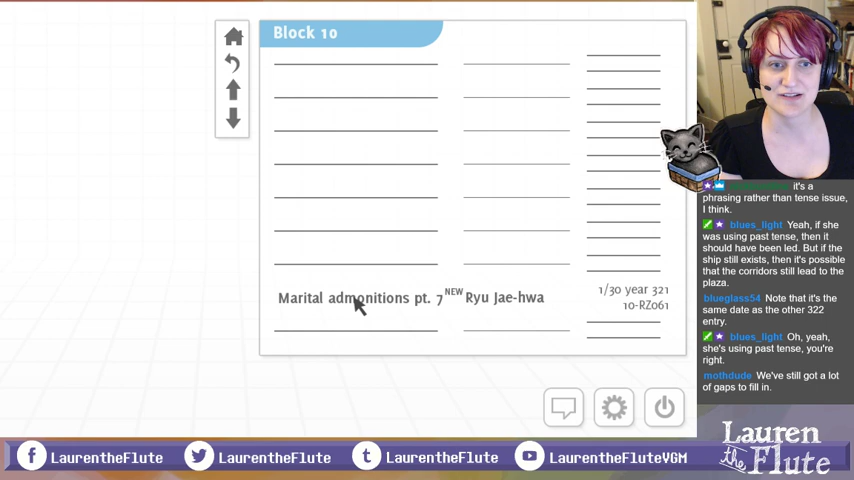 Block 10
Marital admonitions pt. 7 NEW Ryu Jae-hwa
1/30 year 321
10-RZ061
it's a
phrasing rather than tense issue,
I think.
blues_light Yeah, if she
was using past tense, then it
should have been led. But if the
ship still exists, then it's possible
that the corridors still lead to the
plaza.
blueglass54 Note that it's the
same date as the other 322
entry.
blues_light Oh, yeah,
she's using past tense, you're
right.
mothdude We've still got a lot
of gaps to fill in.
Lauren
the Flute
LaurentheFlute
LaurentheFlute
LaurentheFlute
LaurentheFluteVGM